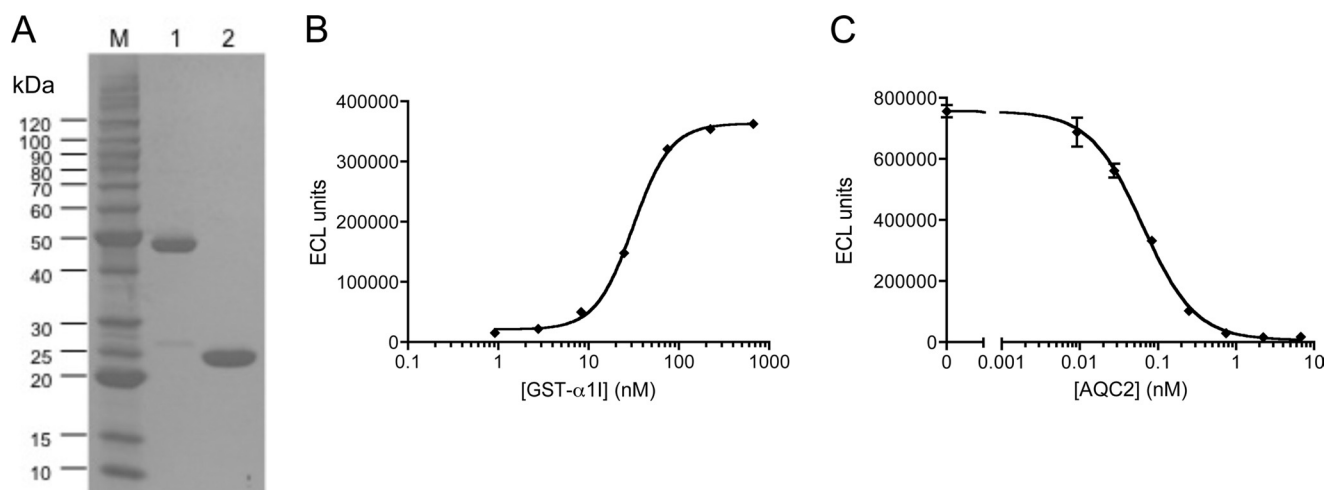 A
M 1 2
kDa
120
100
90
80
70
60
50
40
30
25
20
15
10
B
400000
300000
200000
100000
0
ECL units
0.1 1 10 100 1000
[GST-α1I] (nM)
C
800000
600000
400000
200000
0
ECL units
0 0.001 0.01 0.1 1 10
[AQC2] (nM)